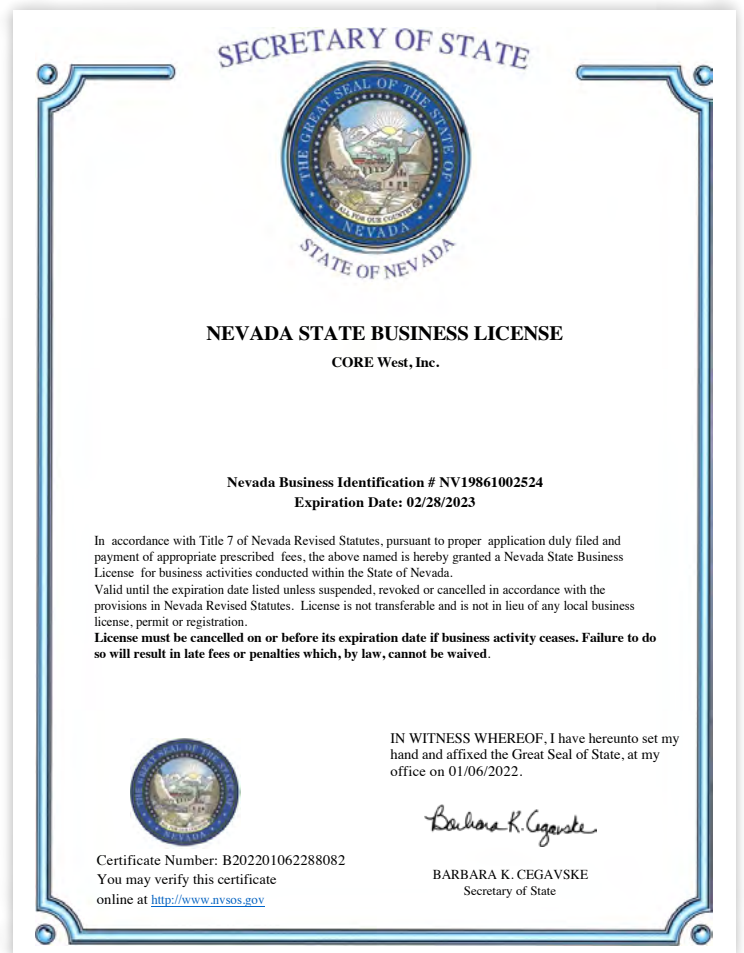 SECRETARY OF STATE
THE GREAT SEAL OF THE STATE OF
ALL FOR OUR COUNTRY
NEVADA
STATE OF NEVADA
NEVADA STATE BUSINESS LICENSE
CORE West, Inc.
Nevada Business Identification # NV19861002524
Expiration Date: 02/28/2023
In accordance with Title 7 of Nevada Revised Statutes, pursuant to proper application duly filed and
payment of appropriate prescribed fees, the above named is hereby granted a Nevada State Business
License for business activities conducted within the State of Nevada.
Valid until the expiration date listed unless suspended, revoked or cancelled in accordance with the
provisions in Nevada Revised Statutes. License is not transferable and is not in lieu of any local business
license, permit or registration.
License must be cancelled on or before its expiration date if business activity ceases. Failure to do
so will result in late fees or penalties which, by law, cannot be waived.
IN WITNESS WHEREOF, I have hereunto set my
hand and affixed the Great Seal of State, at my
office on 01/06/2022.
Barbara K. Cegavske
BARBARA K. CEGAVSKE
Secretary of State
THE GREAT SEAL OF THE STATE OF
NEVADA
Certificate Number: B202201062288082
You may verify this certificate
online at http://www.nvsos.gov